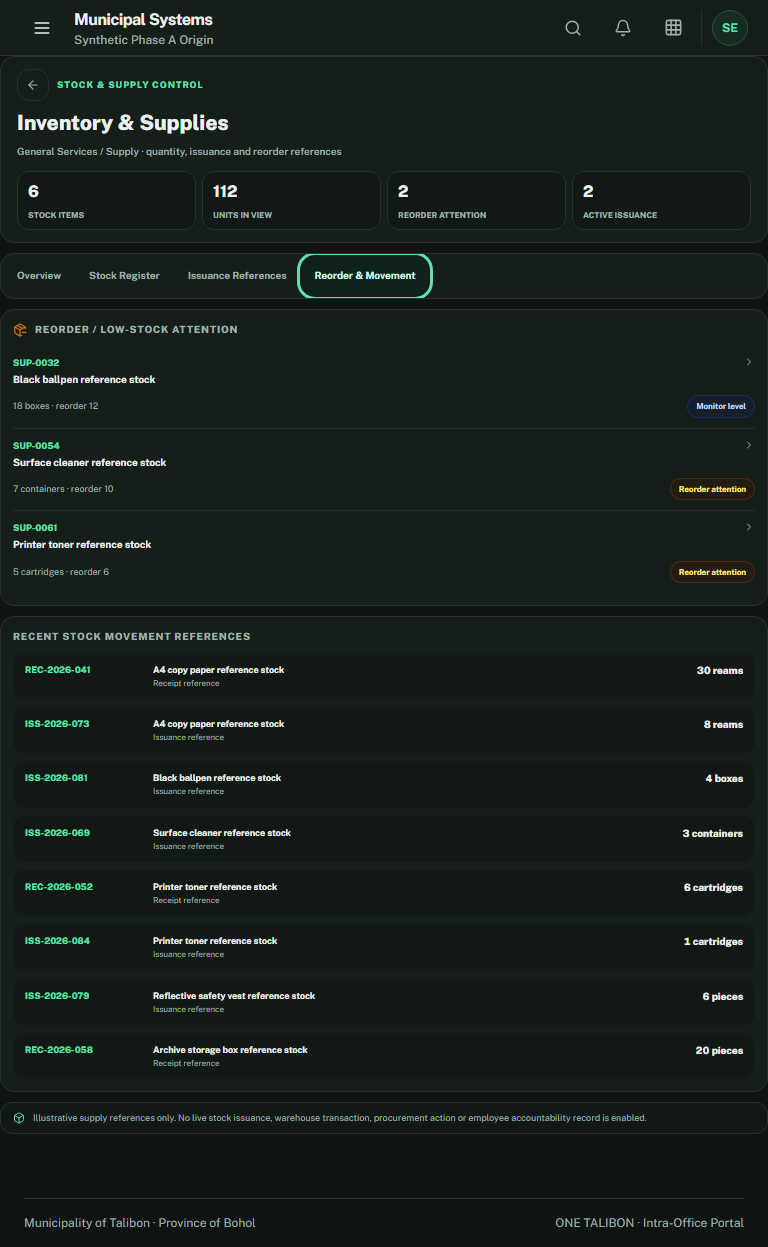 Municipal Systems
Synthetic Phase A Origin
SE
STOCK & SUPPLY CONTROL
Inventory & Supplies
General Services / Supply · quantity, issuance and reorder references
6
STOCK ITEMS
112
UNITS IN VIEW
2
REORDER ATTENTION
2
ACTIVE ISSUANCE
Overview
Stock Register
Issuance References
Reorder & Movement
REORDER / LOW-STOCK ATTENTION
SUP-0032
Black ballpen reference stock
18 boxes · reorder 12
Monitor level
SUP-0054
Surface cleaner reference stock
7 containers · reorder 10
Reorder attention
SUP-0061
Printer toner reference stock
5 cartridges · reorder 6
Reorder attention
RECENT STOCK MOVEMENT REFERENCES
REC-2026-041
A4 copy paper reference stock
30 reams
Receipt reference
ISS-2026-073
A4 copy paper reference stock
8 reams
Issuance reference
ISS-2026-081
Black ballpen reference stock
4 boxes
Issuance reference
ISS-2026-069
Surface cleaner reference stock
3 containers
Issuance reference
REC-2026-052
Printer toner reference stock
6 cartridges
Receipt reference
ISS-2026-084
Printer toner reference stock
1 cartridges
Issuance reference
ISS-2026-079
Reflective safety vest reference stock
6 pieces
Issuance reference
REC-2026-058
Archive storage box reference stock
20 pieces
Receipt reference
Illustrative supply references only. No live stock issuance, warehouse transaction, procurement action or employee accountability record is enabled.
Municipality of Talibon · Province of Bohol
ONE TALIBON · Intra-Office Portal